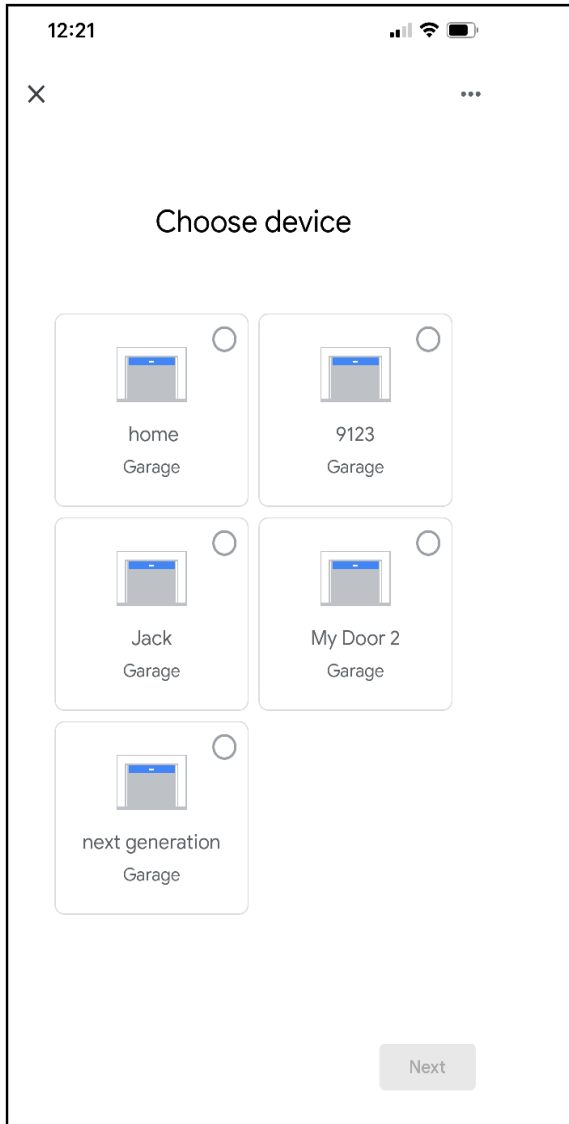 12:21
Choose device
home
Garage
9123
Garage
Jack
Garage
My Door 2
Garage
next generation
Garage
Next